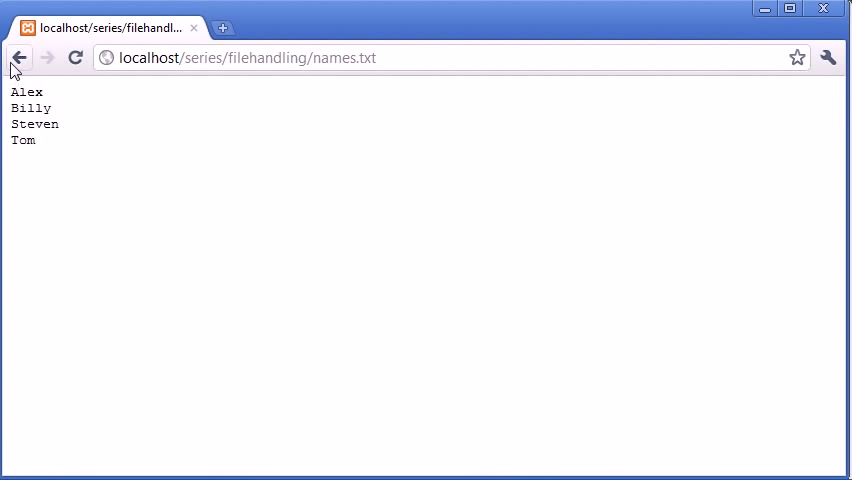 localhost/series/filehandl...
localhost/series/filehandling/names.txt
Alex
Billy
Steven
Tom